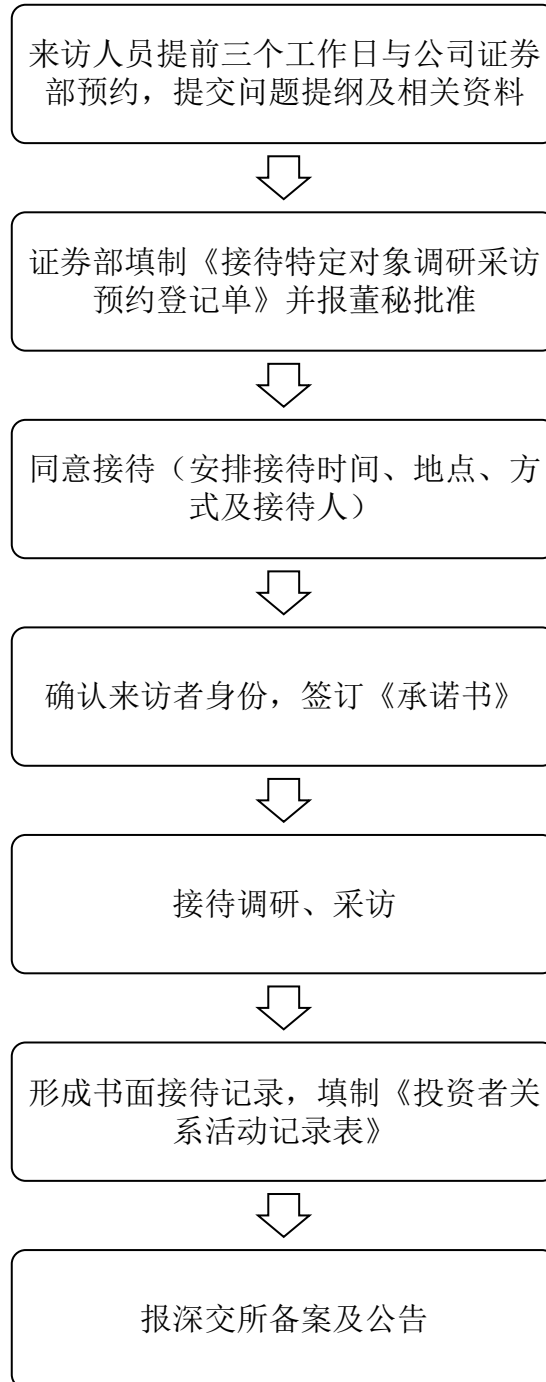 来访人员提前三个工作日与公司证券
部预约，提交问题提纲及相关资料
证券部填制《接待特定对象调研采访
预约登记单》并报董秘批准
同意接待（安排接待时间、地点、方
式及接待人）
确认来访者身份，签订《承诺书》
接待调研、采访
形成书面接待记录，填制《投资者关
系活动记录表》
报深交所备案及公告